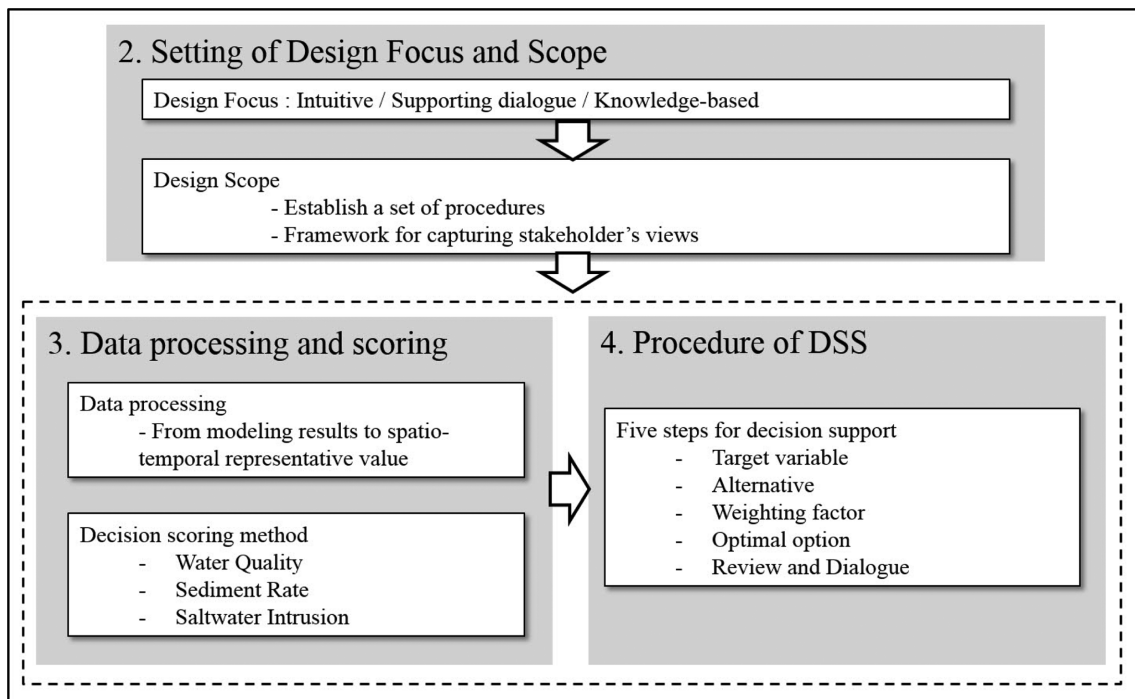 2. Setting of Design Focus and Scope
Design Focus : Intuitive / Supporting dialogue / Knowledge-based
Design Scope
- Establish a set of procedures
- Framework for capturing stakeholder’s views
3. Data processing and scoring
Data processing
- From modeling results to spatio-
temporal representative value
Decision scoring method
- Water Quality
- Sediment Rate
- Saltwater Intrusion
4. Procedure of DSS
Five steps for decision support
- Target variable
- Alternative
- Weighting factor
- Optimal option
- Review and Dialogue